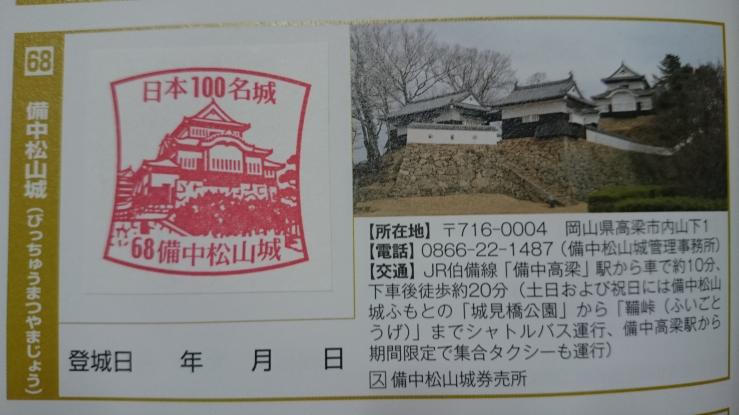 68
備中松山城(びっちゅうまつやまじょう)
日本100名城
68備中松山城
登城日　年　月　日
【所在地】〒716-0004　岡山県高梁市内山下1
【電話】0866-22-1487(備中松山城管理事務所)
【交通】JR伯備線「備中高梁」駅から車で約10分、
下車後徒歩約20分(土日および祝日には備中松山
城ふもとの「城見橋公園」から「鞴峠(ふいごと
うげ)」までシャトルバス運行、備中高梁駅から
期間限定で集合タクシーも運行)
ス 備中松山城券売所